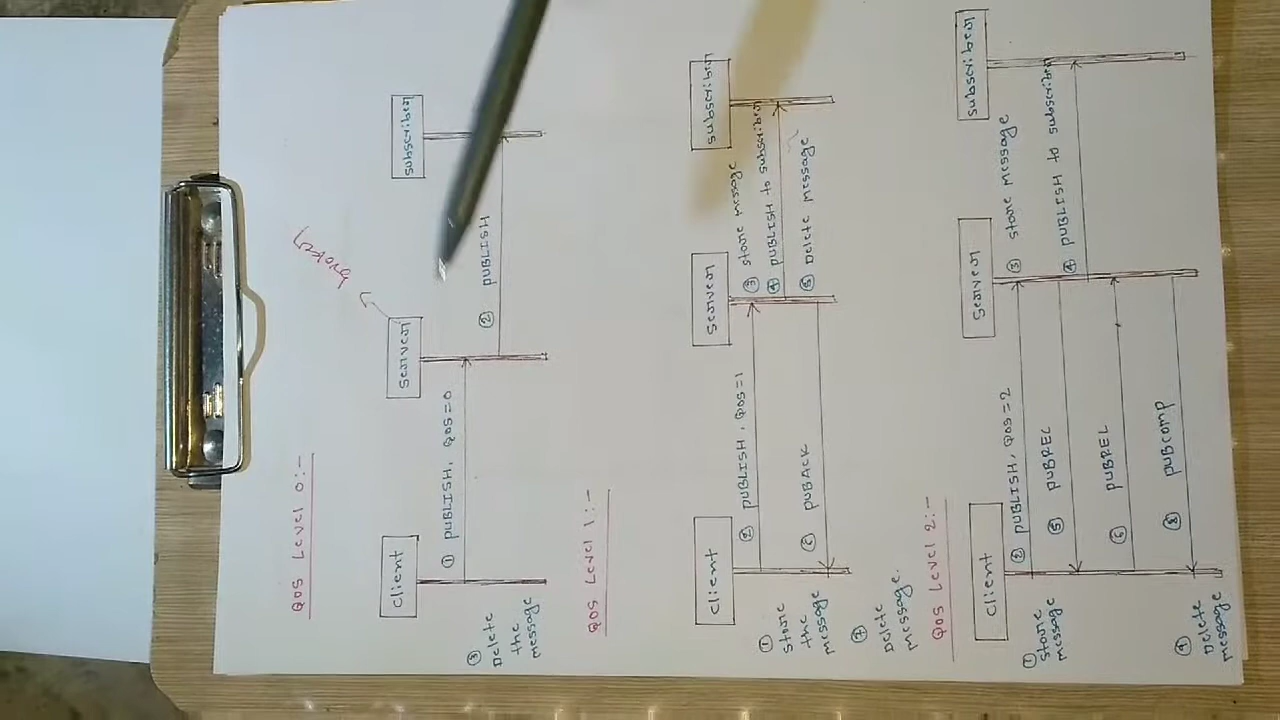 QOS Level 0:-
Broker
Client
Server
Subscriber
① PUBLISH, QOS=0
② PUBLISH
③ Delete
the
message
QOS Level 1:-
Client
Server
Subscriber
① Store
the
message
② PUBLISH, QOS=1
③ Store message
④ PUBLISH to subscriber
⑤ Delete message
⑥ PUBACK
⑦
Delete
message.
QOS Level 2:-
Client
Server
Subscriber
① Store
message
② PUBLISH, QOS=2
③ Store message
④ PUBLISH to subscriber
⑤ PUBREC
⑥ PUBREL
⑧ PUBCOMP
⑨ Delete
message